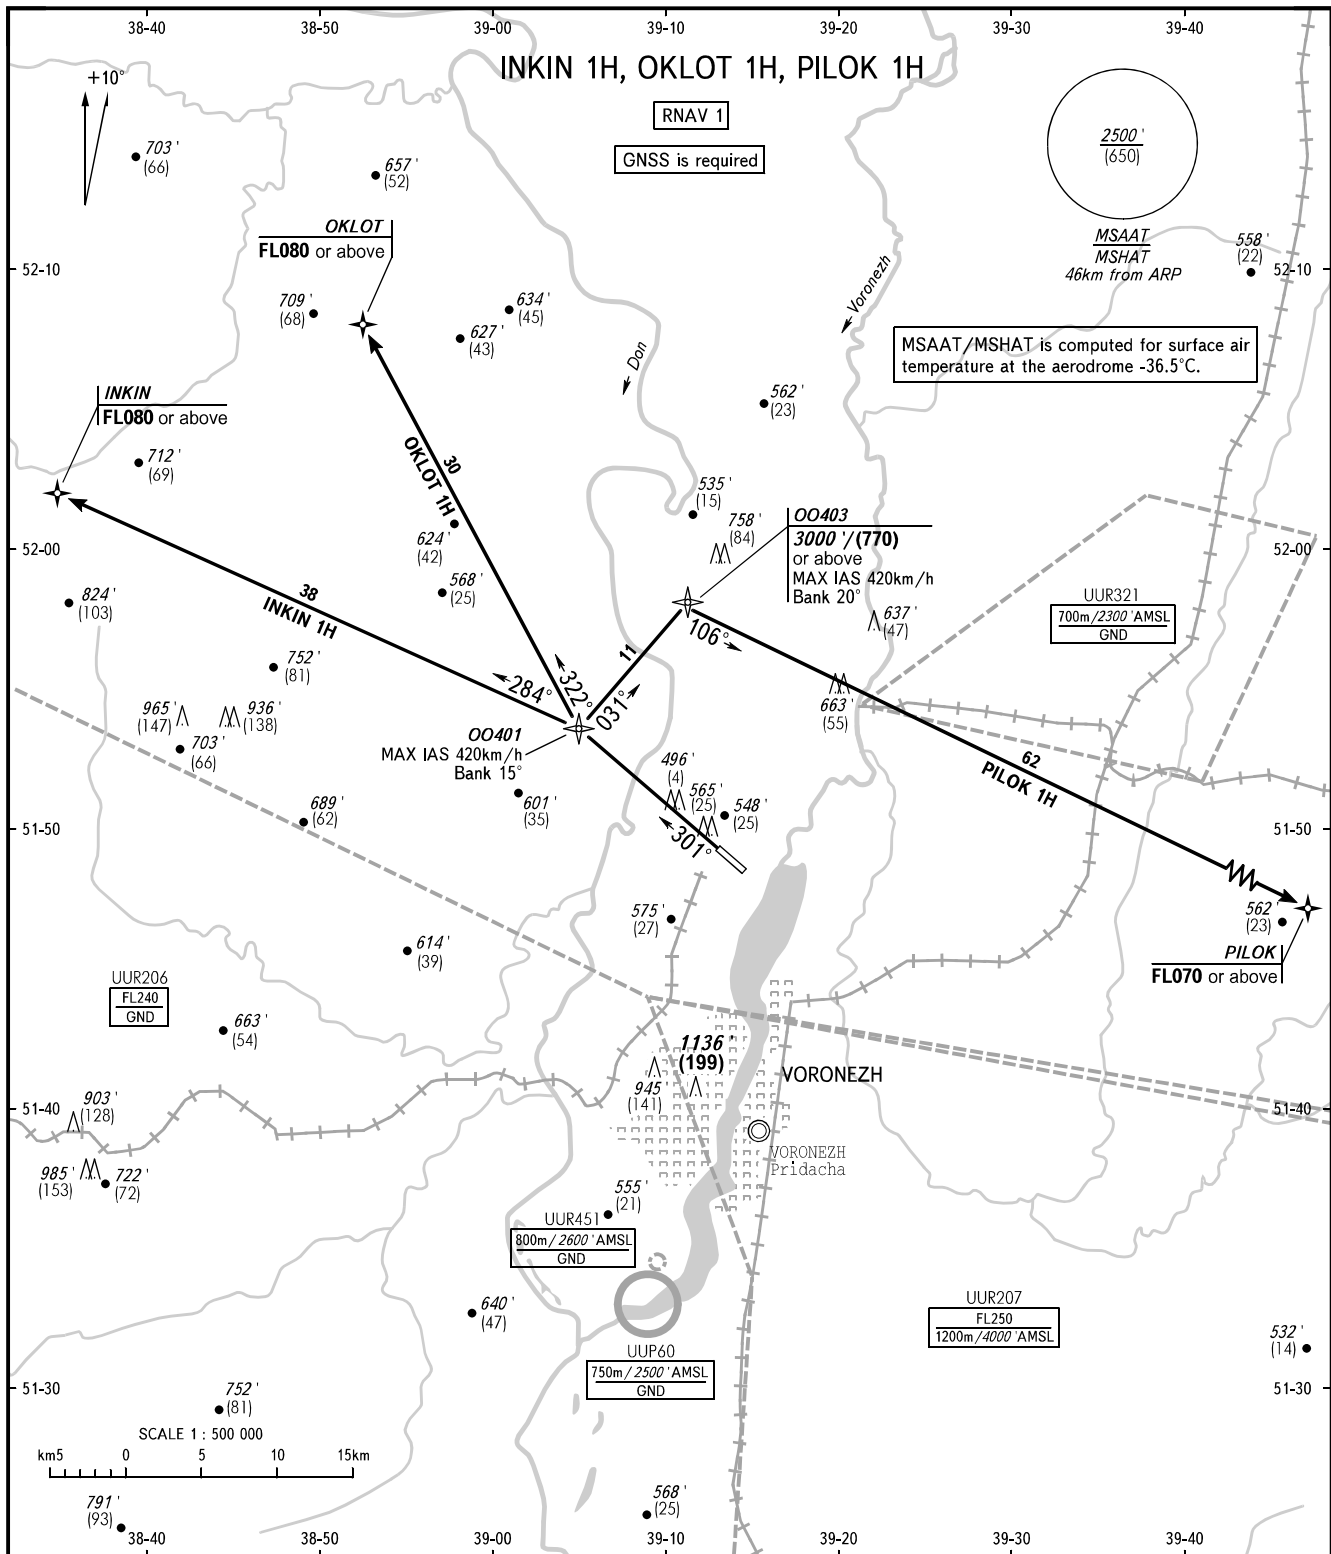 38-40 38-50 39-00 39-10 39-20 39-30 39-40
INKIN 1H, OKLOT 1H, PILOK 1H
+10°
RNAV 1
GNSS is required
2500 '
(650)
MSAAT
MSHAT
46km from ARP
703 '
(66)
657 '
(52)
OKLOT
FL080 or above
Voronezh
558 '
(22)
52-10
52-10
709 '
(68)
634 '
(45)
627 '
(43)
Don
MSAAT/MSHAT is computed for surface air
temperature at the aerodrome -36.5°C.
INKIN
FL080 or above
562 '
(23)
712 '
(69)
30
OKLOT 1H
535 '
(15)
758 '
(84)
OO403
3000 '/(770)
or above
MAX IAS 420km/h
Bank 20°
624 '
(42)
52-00
52-00
568 '
(25)
824 '
(103)
38
INKIN 1H
UUR321
700m/2300 'AMSL
GND
637 '
(47)
106°
11
752 '
(81)
284°
322°
031°
965 '
(147)
936 '
(138)
703 '
(66)
663 '
(55)
OO401
MAX IAS 420km/h
Bank 15°
62
PILOK 1H
496 '
(4)
565 '
(25)
548 '
(25)
601 '
(35)
689 '
(62)
51-50
51-50
301°
575 '
(27)
562 '
(23)
614 '
(39)
PILOK
FL070 or above
UUR206
FL240
GND
663 '
(54)
1136 '
(199)
945 '
(141)
VORONEZH
903 '
(128)
51-40
51-40
VORONEZH
Pridacha
985 '
(153)
722 '
(72)
555 '
(21)
UUR451
800m/2600 'AMSL
GND
640 '
(47)
UUR207
FL250
1200m/4000 'AMSL
532 '
(14)
UUP60
750m/2500 'AMSL
GND
51-30
51-30
752 '
(81)
SCALE 1 : 500 000
km5 0 5 10 15km
791 '
(93)
568 '
(25)
38-40 38-50 39-00 39-10 39-20 39-30 39-40